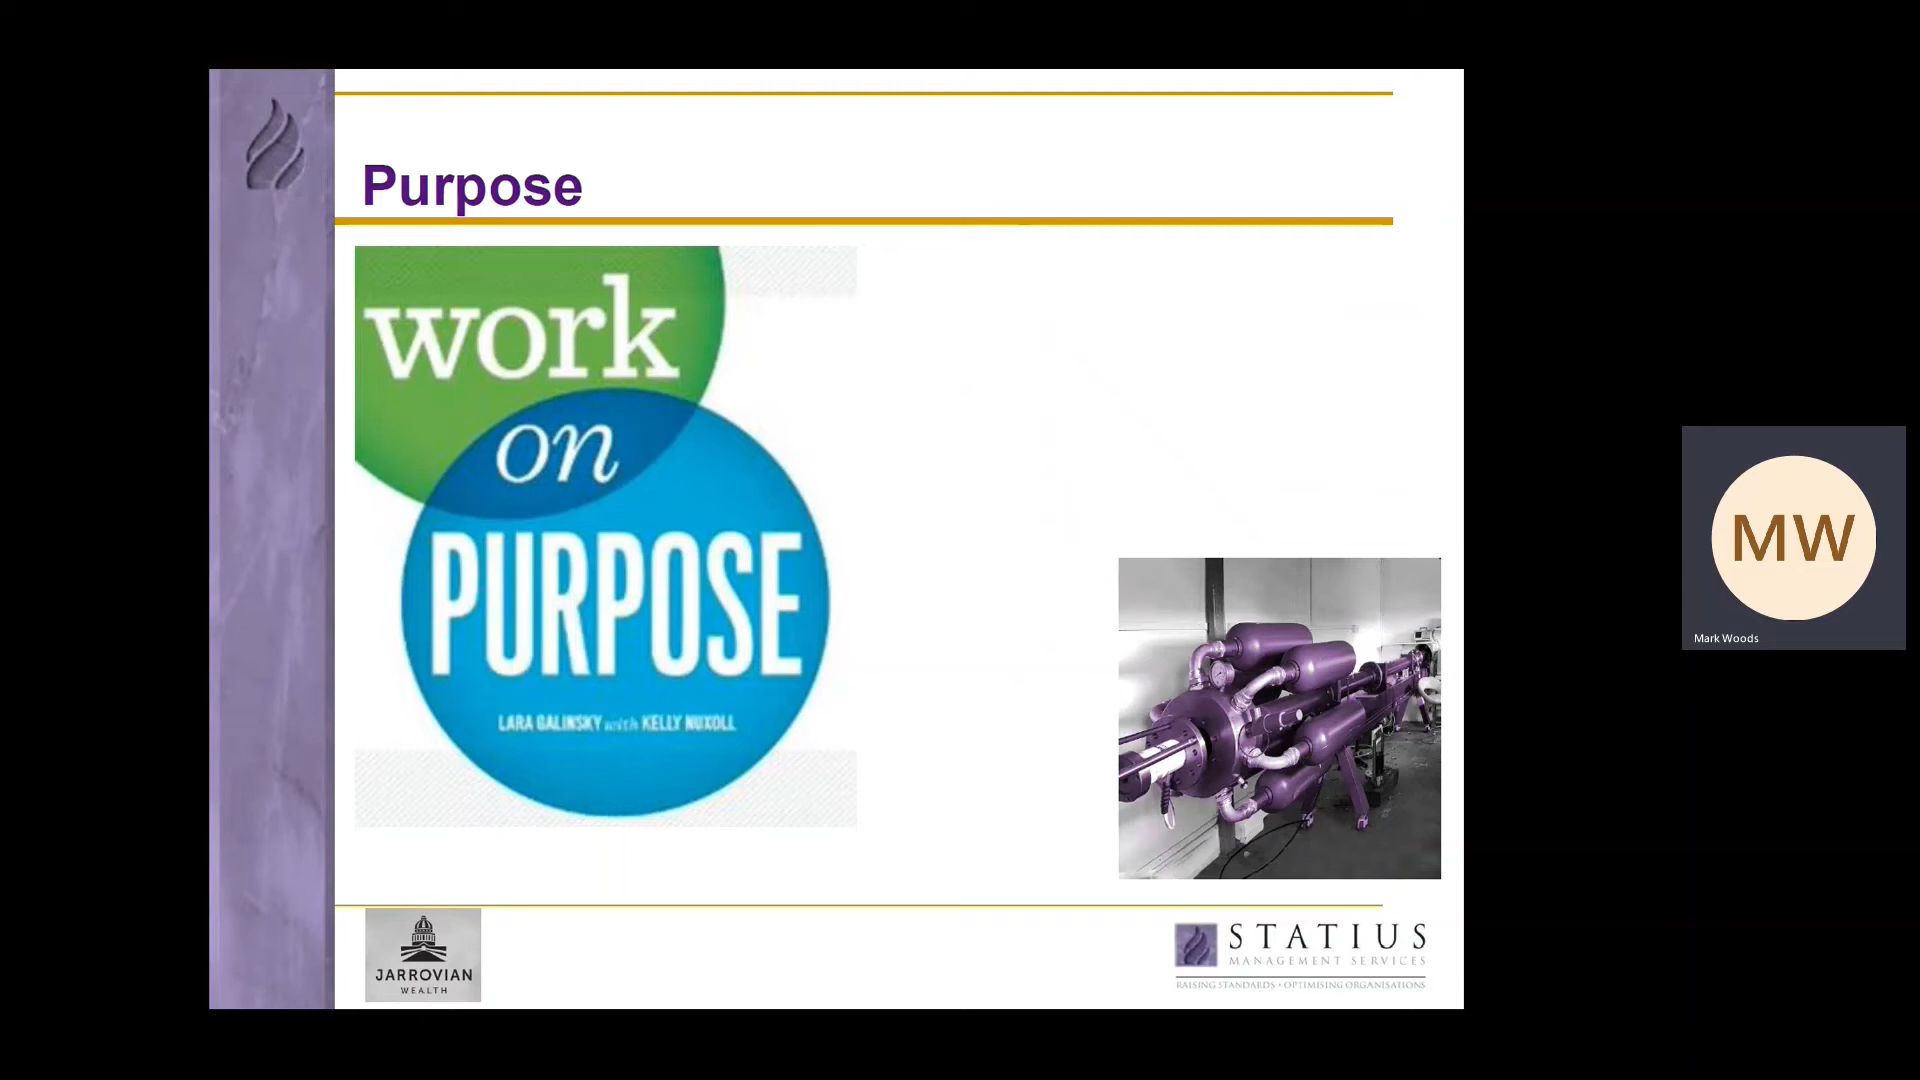 Purpose
work
on
PURPOSE
LARA GALINSKY with KELLY NUXOLL
MW
Mark Woods
JARROVIAN
WEALTH
STATIUS
MANAGEMENT SERVICES
RAISING STANDARDS • OPTIMISING ORGANISATIONS